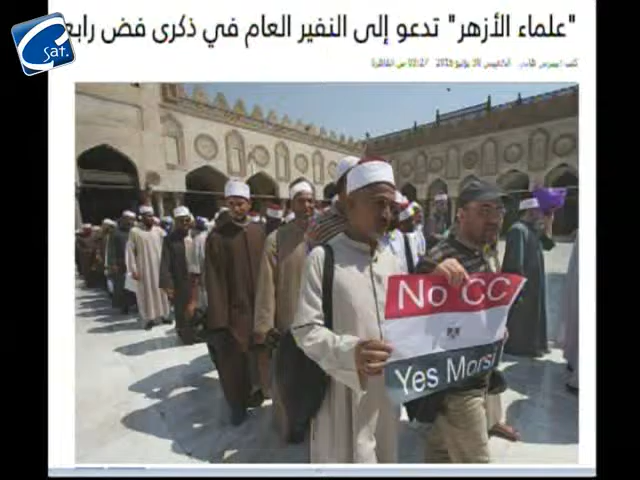 "علماء الأزهر" تدعو إلى النفير العام في ذكرى فض رابع
Sat.
No CC
Yes Morsi